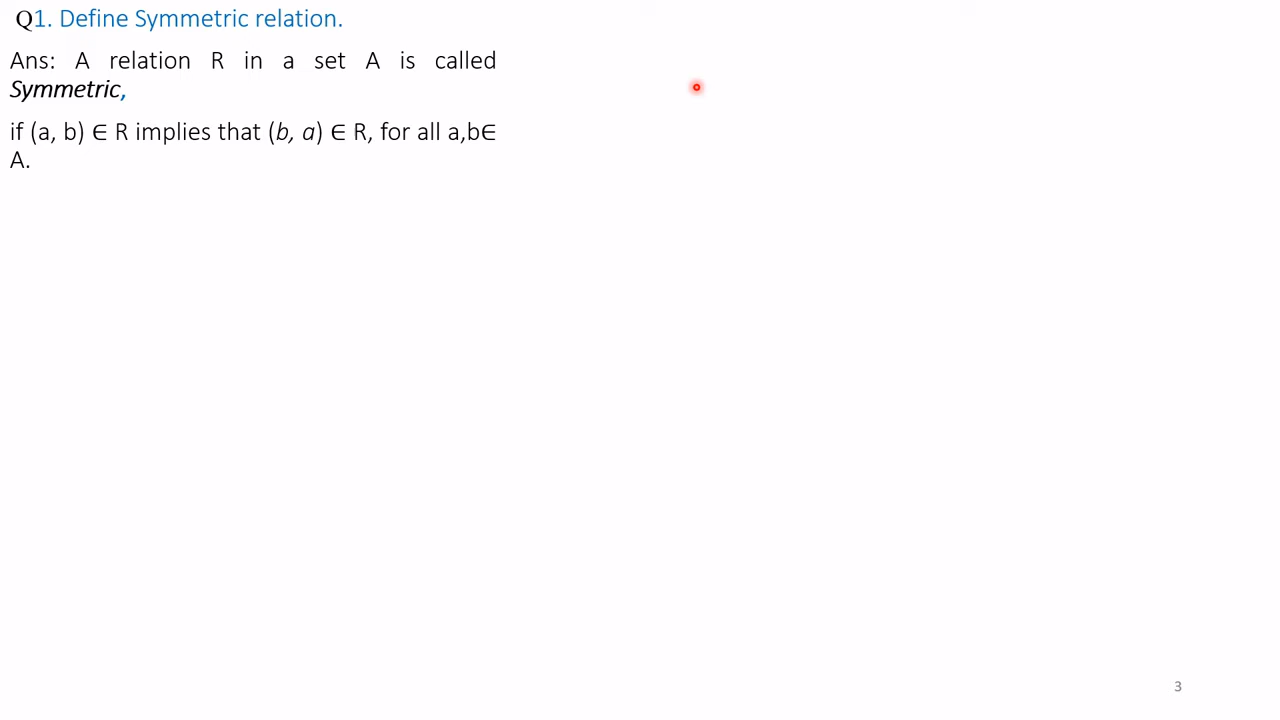 Q1. Define Symmetric relation.
Ans: A relation R in a set A is called
Symmetric,
if (a, b) ∈ R implies that (b, a) ∈ R, for all a,b∈
A.
3